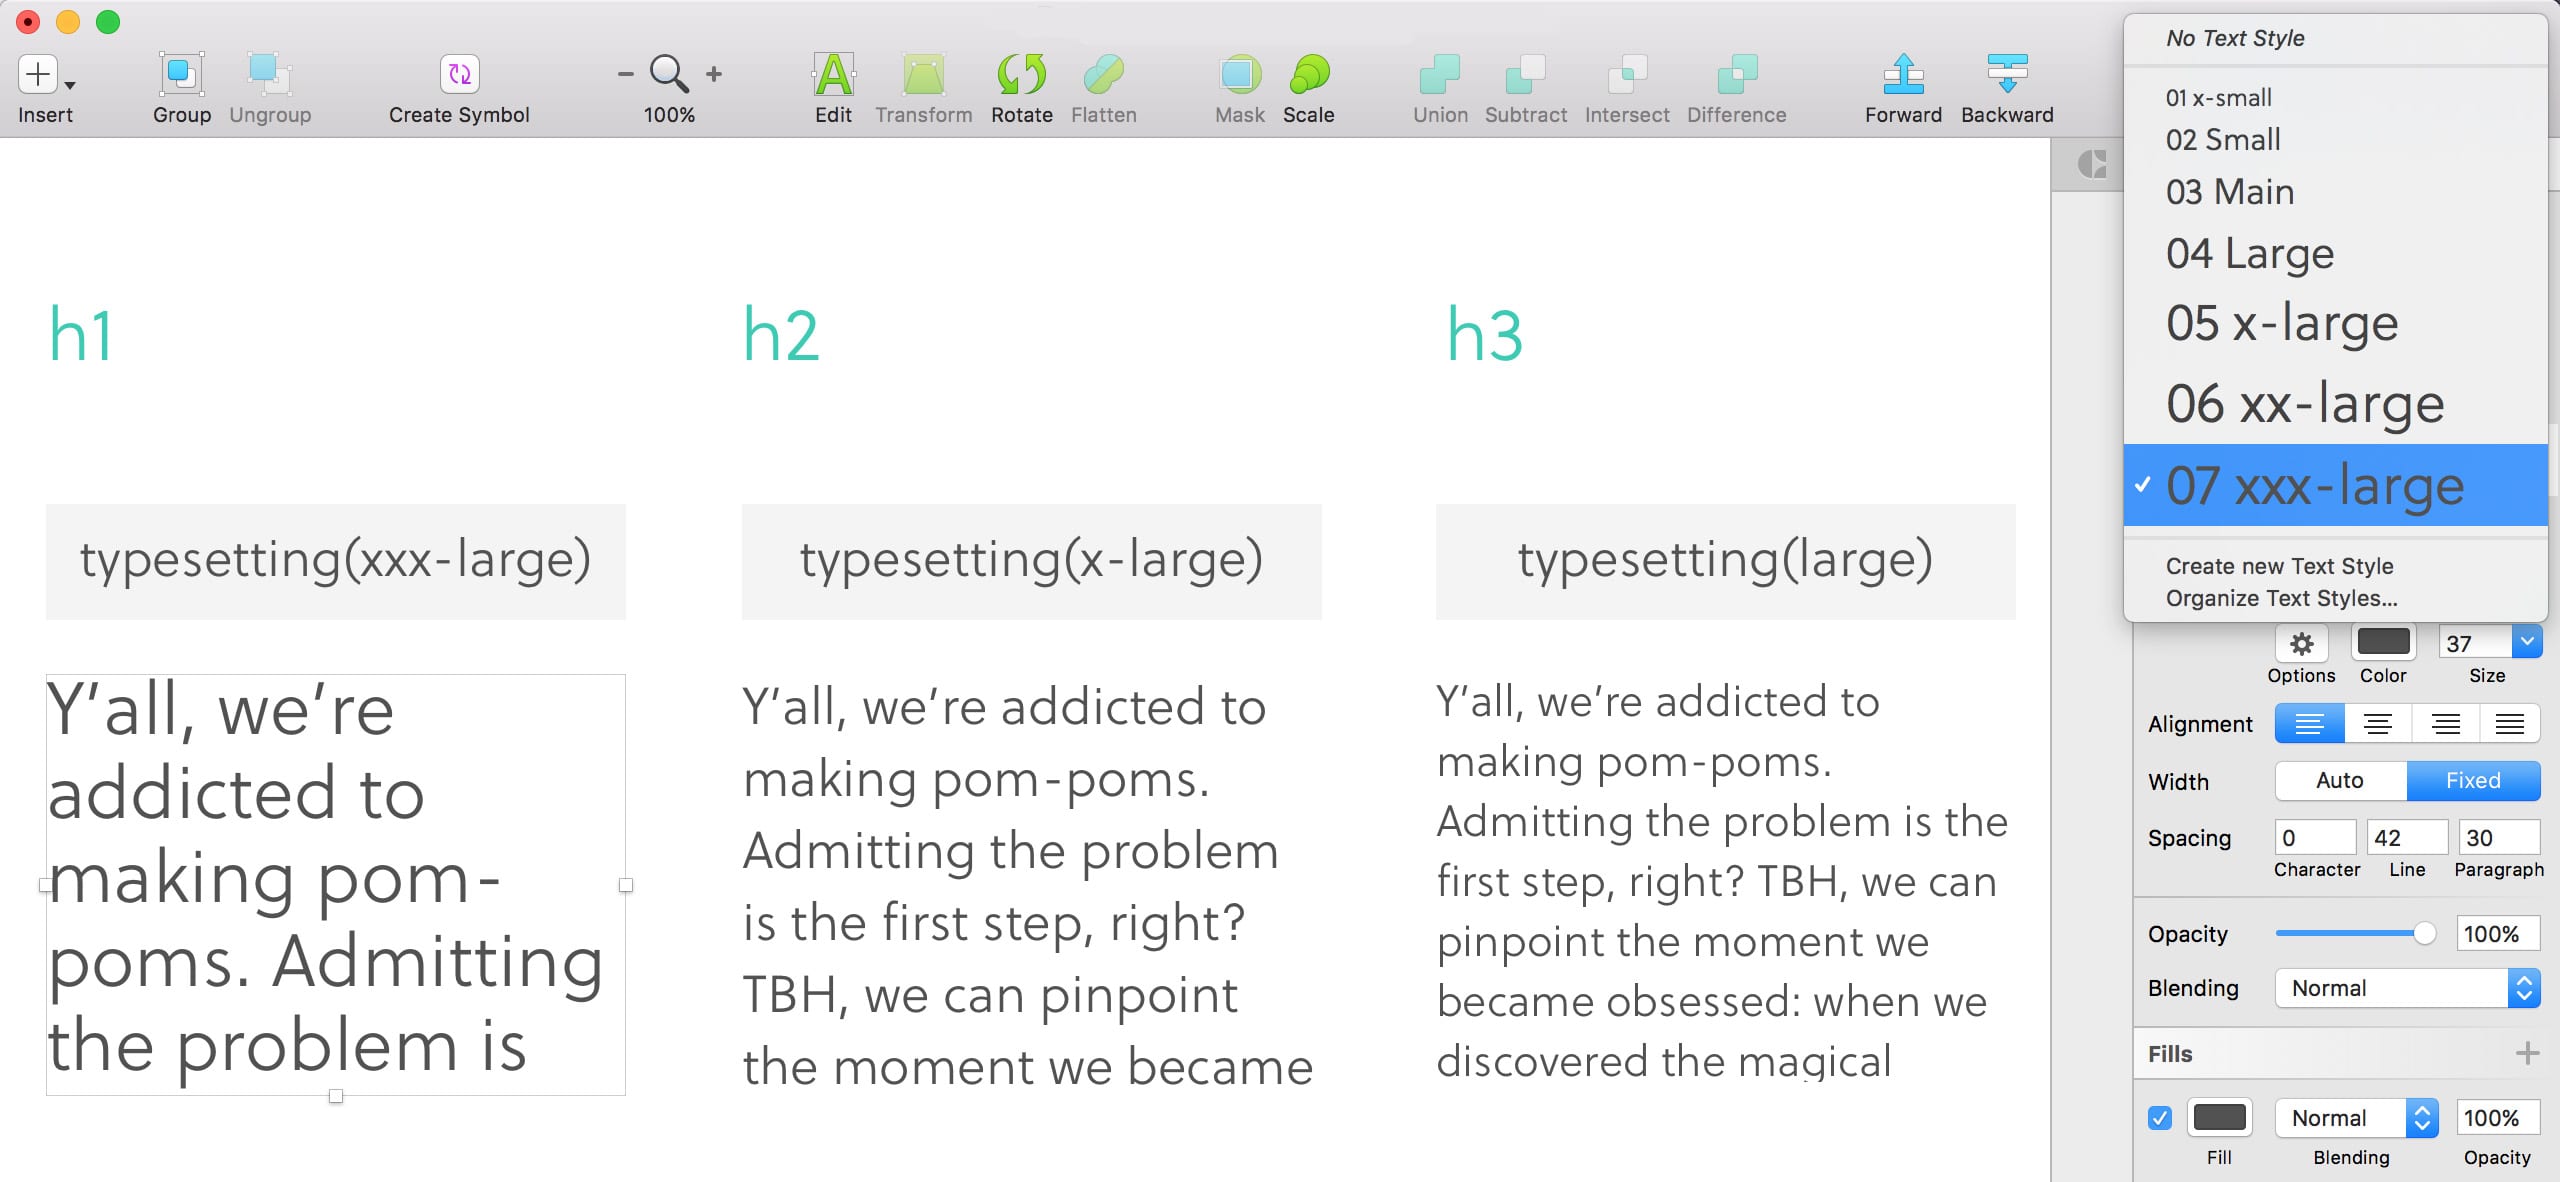 Insert
Group
Ungroup
Create Symbol
100%
Edit
Transform
Rotate
Flatten
Mask
Scale
Union
Subtract
Intersect
Difference
Forward
Backward
h1
typesetting(xxx-large)
Y'all, we're
addicted to
making pom-
poms. Admitting
the problem is
h2
typesetting(x-large)
Y'all, we're addicted to
making pom-poms.
Admitting the problem
is the first step, right?
TBH, we can pinpoint
the moment we became
h3
typesetting(large)
Y'all, we're addicted to
making pom-poms.
Admitting the problem is the
first step, right? TBH, we can
pinpoint the moment we
became obsessed: when we
discovered the magical
No Text Style
01 x-small
02 Small
03 Main
04 Large
05 x-large
06 xx-large
07 xxx-large
Create new Text Style
Organize Text Styles...
37
Options Color Size
Alignment
Width Auto Fixed
Spacing 0 42 30
Character Line Paragraph
Opacity 100%
Blending Normal
Fills
Normal 100%
Fill Blending Opacity